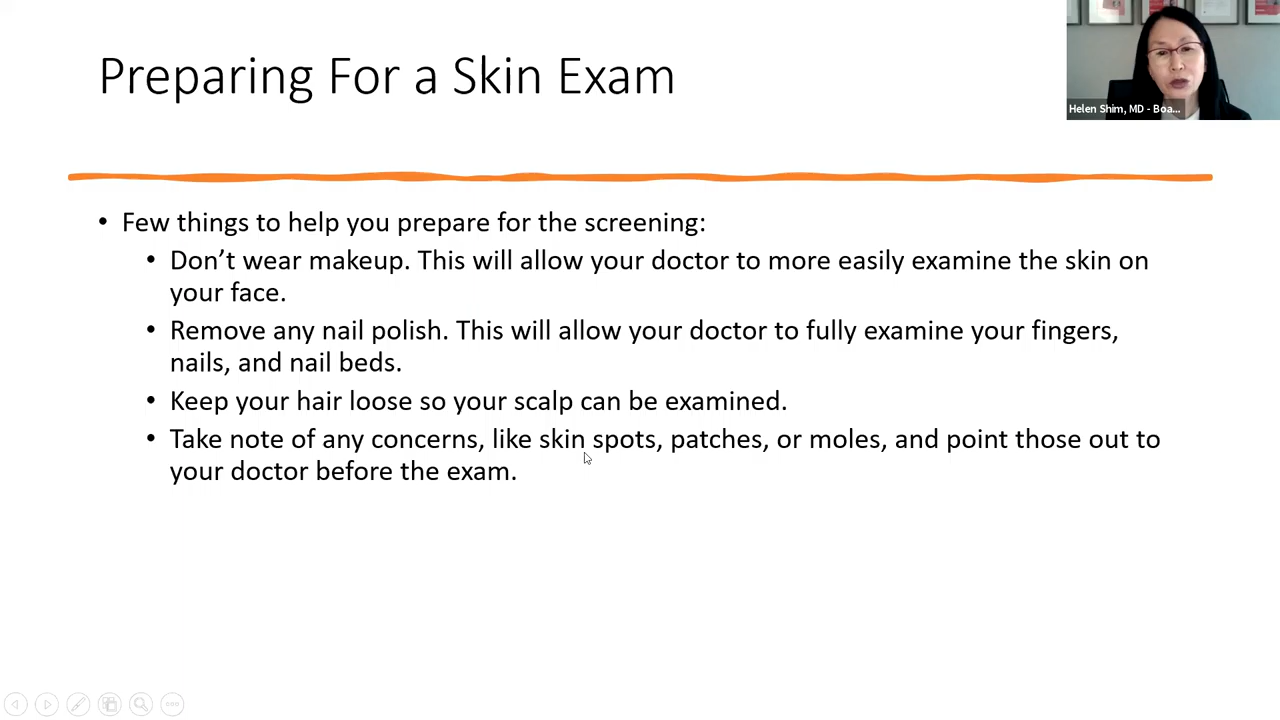 Preparing For a Skin Exam
Helen Shim, MD - Boa...
• Few things to help you prepare for the screening:
• Don’t wear makeup. This will allow your doctor to more easily examine the skin on
your face.
• Remove any nail polish. This will allow your doctor to fully examine your fingers,
nails, and nail beds.
• Keep your hair loose so your scalp can be examined.
• Take note of any concerns, like skin spots, patches, or moles, and point those out to
your doctor before the exam.